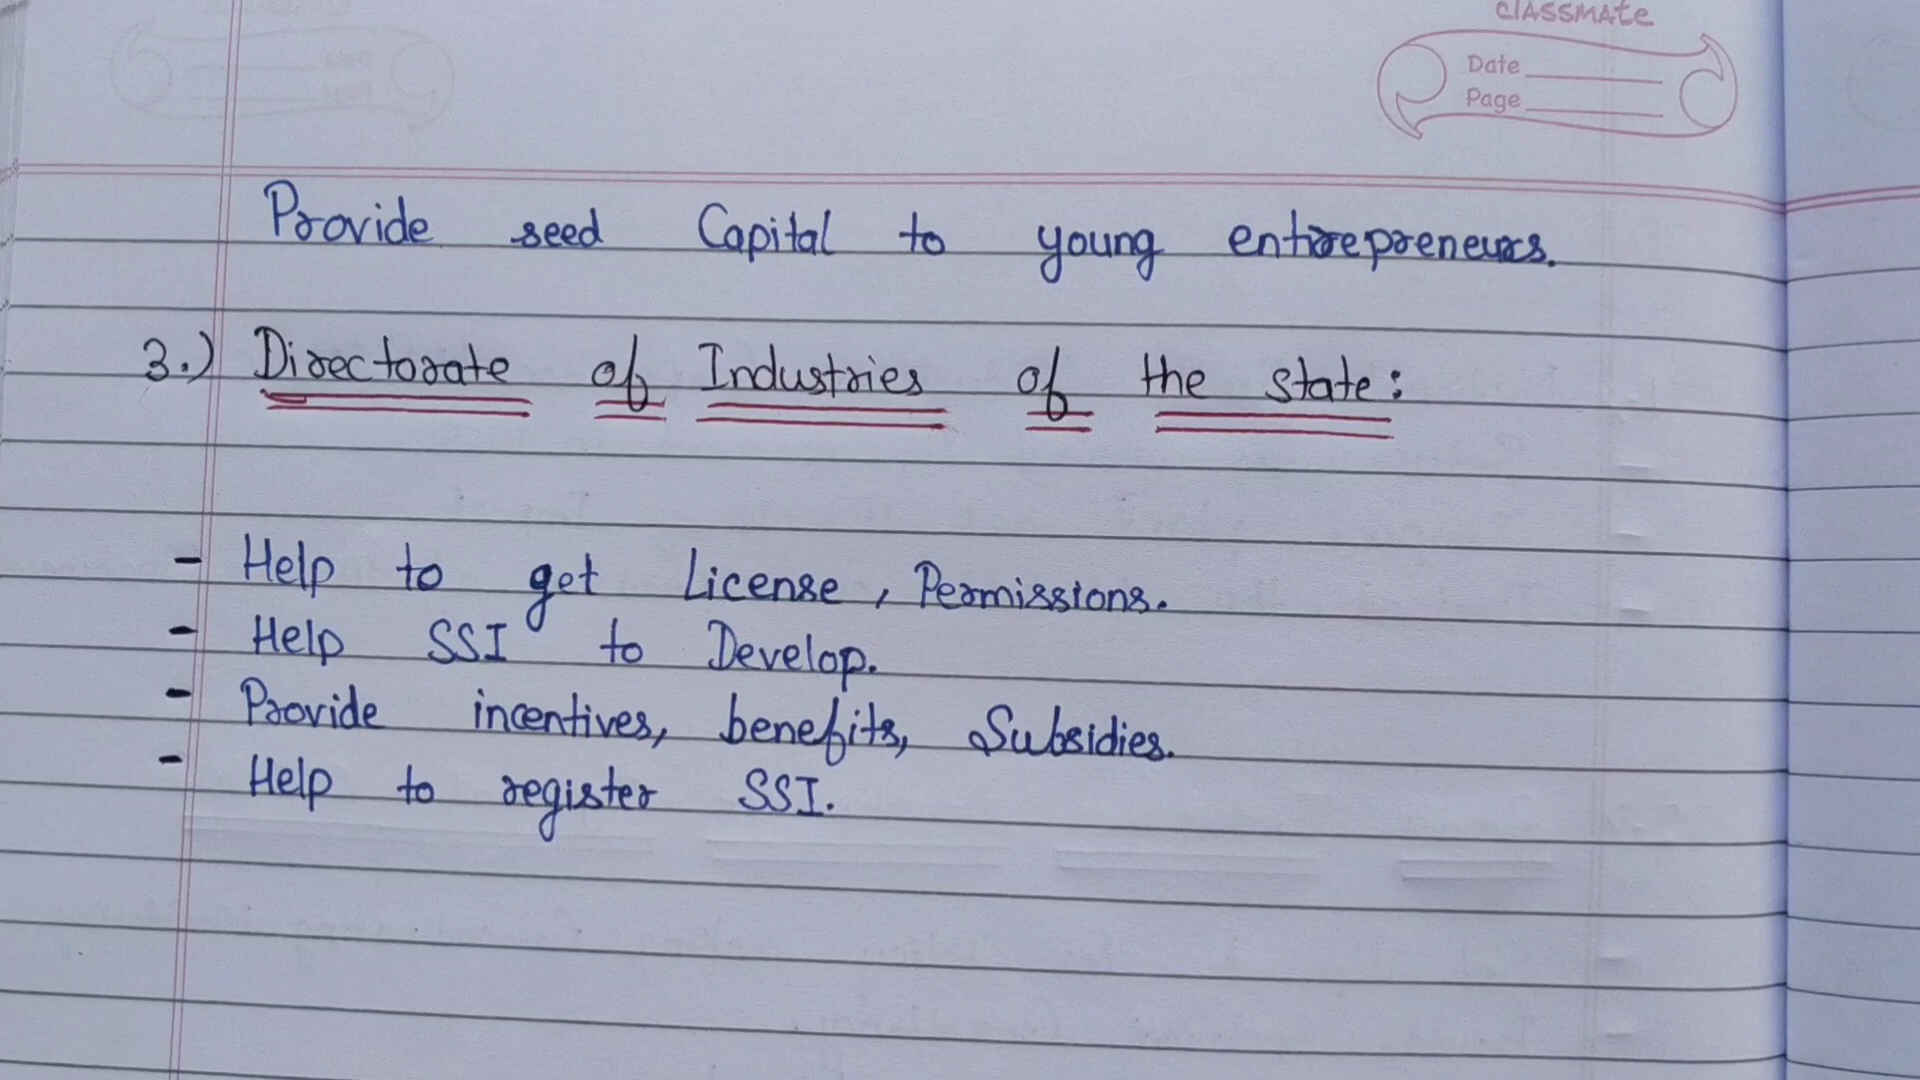 classmate
Date
Page
Provide seed Capital to young entrepreneurs.
3.) Directorate of Industries of the state:
- Help to get License, Permissions.
- Help SSI to Develop.
- Provide incentives, benefits, Subsidies.
- Help to register SSI.